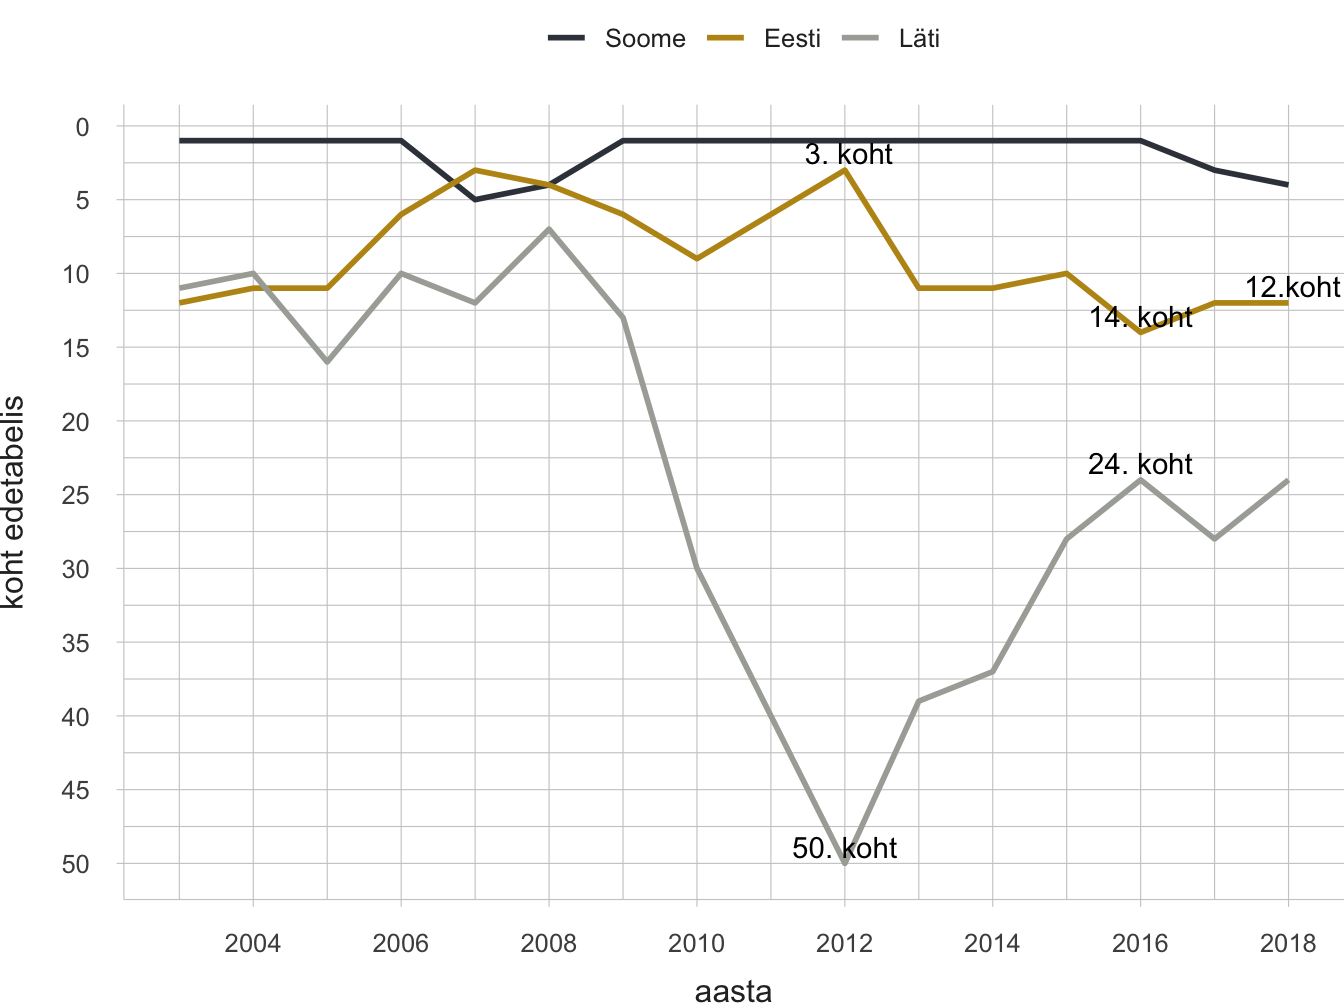 Soome Eesti Läti
0
5
10
15
20
25
30
35
40
45
50
koht edetabelis
3. koht
12.koht
14. koht
24. koht
50. koht
2004 2006 2008 2010 2012 2014 2016 2018
aasta